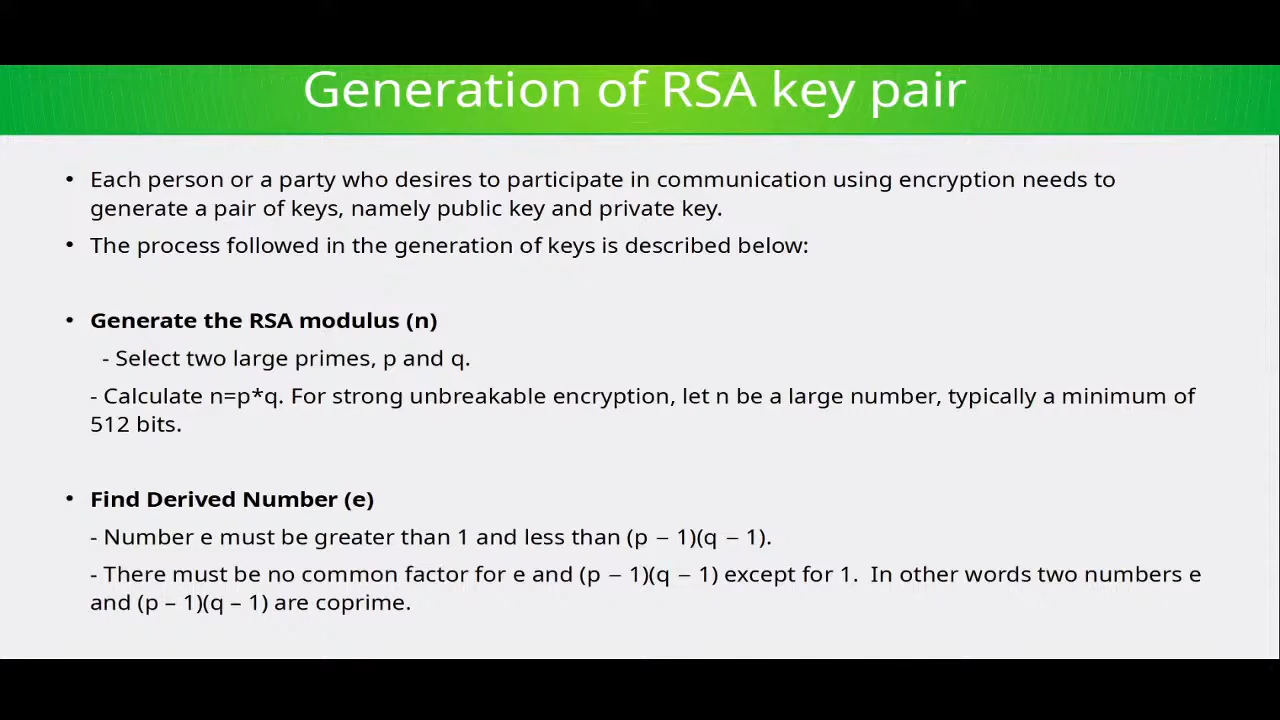 Generation of RSA key pair
• Each person or a party who desires to participate in communication using encryption needs to
generate a pair of keys, namely public key and private key.
• The process followed in the generation of keys is described below:
• Generate the RSA modulus (n)
- Select two large primes, p and q.
- Calculate n=p*q. For strong unbreakable encryption, let n be a large number, typically a minimum of
512 bits.
• Find Derived Number (e)
- Number e must be greater than 1 and less than (p − 1)(q − 1).
- There must be no common factor for e and (p − 1)(q − 1) except for 1.  In other words two numbers e
and (p – 1)(q – 1) are coprime.